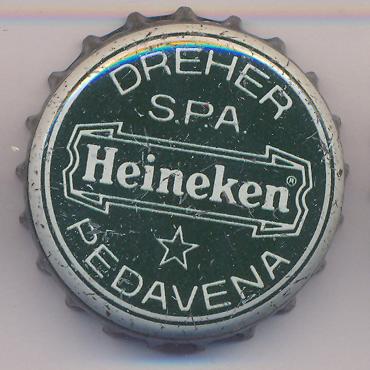 DREHER
S.P.A.
Heineken®
PEDAVENA